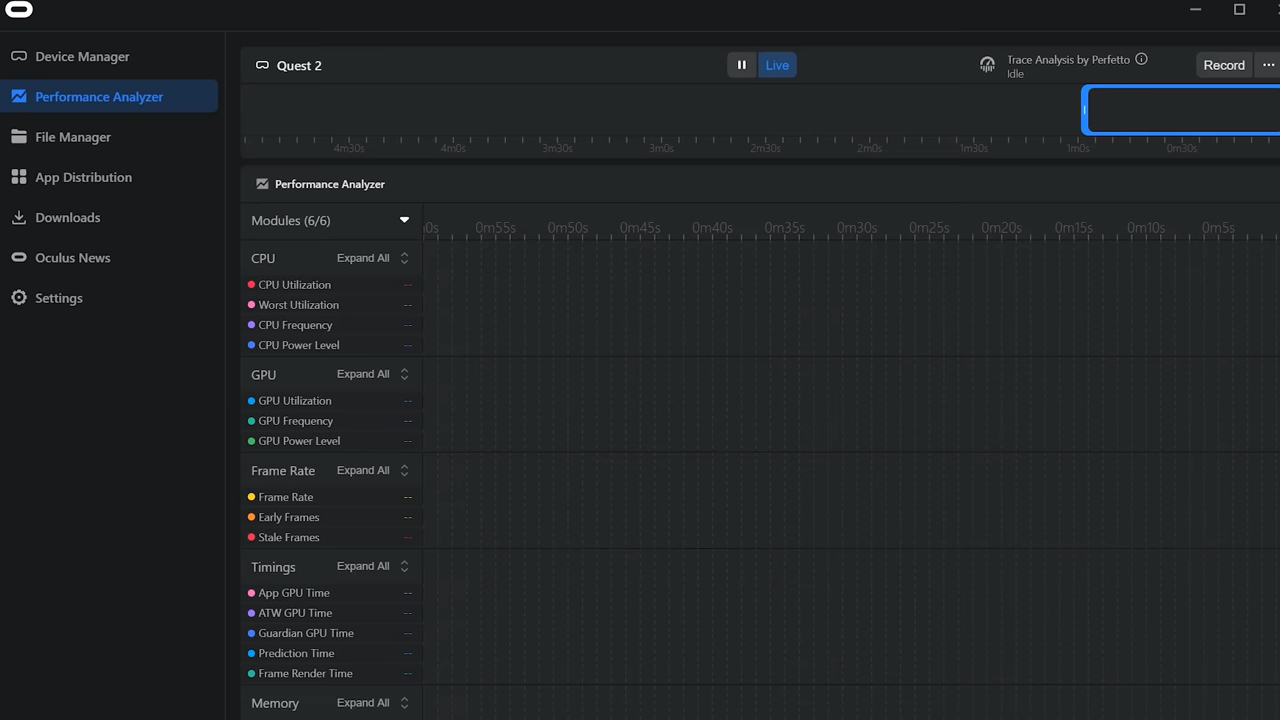 Device Manager
Performance Analyzer
File Manager
App Distribution
Downloads
Oculus News
Settings
Quest 2
Live
Trace Analysis by Perfetto
Idle
Record
4m30s 4m0s 3m30s 3m0s 2m30s 2m0s 1m30s 1m0s 0m30s
Performance Analyzer
Modules (6/6)
0s 0m55s 0m50s 0m45s 0m40s 0m35s 0m30s 0m25s 0m20s 0m15s 0m10s 0m5s
CPU Expand All
CPU Utilization --
Worst Utilization --
CPU Frequency --
CPU Power Level --
GPU Expand All
GPU Utilization --
GPU Frequency --
GPU Power Level --
Frame Rate Expand All
Frame Rate --
Early Frames --
Stale Frames --
Timings Expand All
App GPU Time --
ATW GPU Time --
Guardian GPU Time --
Prediction Time --
Frame Render Time --
Memory Expand All